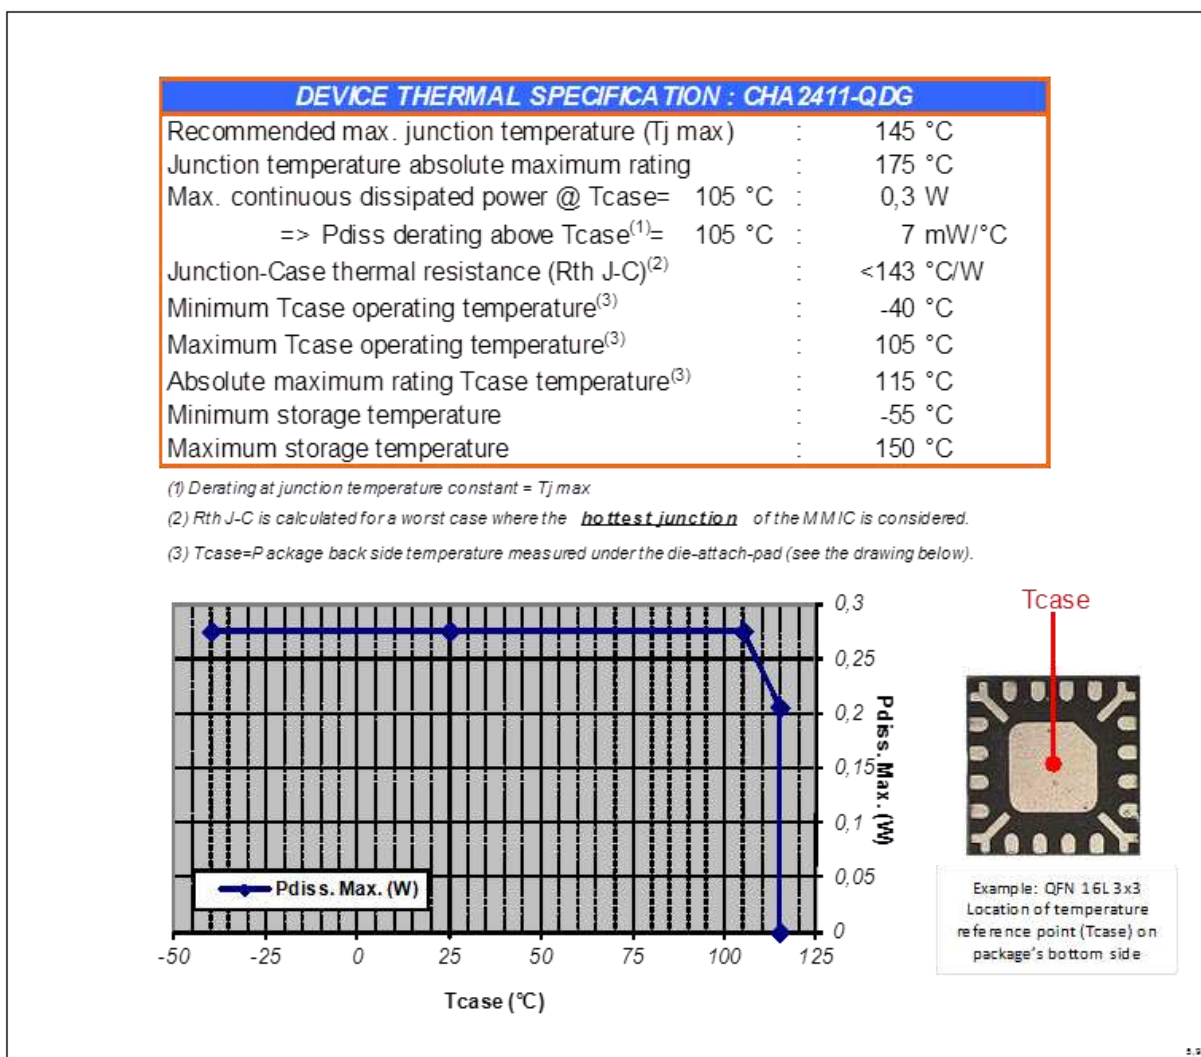 DEVICE THERMAL SPECIFICATION : CHA2411-QDG
Recommended max. junction temperature (Tj max) : 145 °C
Junction temperature absolute maximum rating : 175 °C
Max. continuous dissipated power @ Tcase= 105 °C : 0,3 W
=> Pdiss derating above Tcase(1)= 105 °C : 7 mW/°C
Junction-Case thermal resistance (Rth J-C)(2) : <143 °C/W
Minimum Tcase operating temperature(3) : -40 °C
Maximum Tcase operating temperature(3) : 105 °C
Absolute maximum rating Tcase temperature(3) : 115 °C
Minimum storage temperature : -55 °C
Maximum storage temperature : 150 °C
(1) Derating at junction temperature constant = Tj max
(2) Rth J-C is calculated for a worst case where the hottest junction of the MMIC is considered.
(3) Tcase=Package back side temperature measured under the die-attach-pad (see the drawing below).
0,3
0,25
0,2
0,15
0,1
0,05
0
Pdiss. Max. (W)
Pdiss. Max. (W)
-50 -25 0 25 50 75 100 125
Tcase (°C)
Tcase
Example: QFN 16L 3x3
Location of temperature
reference point (Tcase) on
package's bottom side